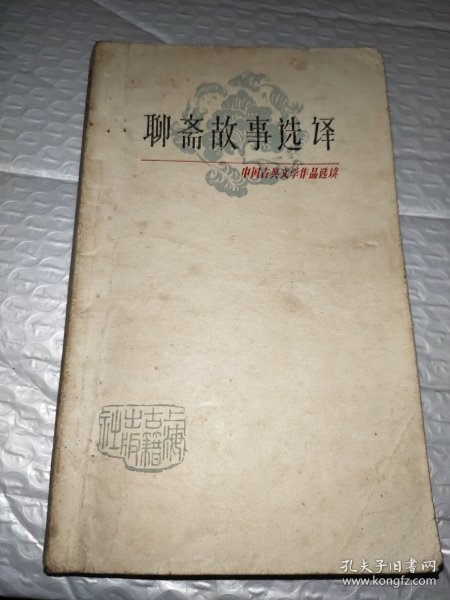 聊斋故事选译
中国古典文学作品选读
上海
古籍
出版
社
孔夫子旧书网
www.kongfz.com